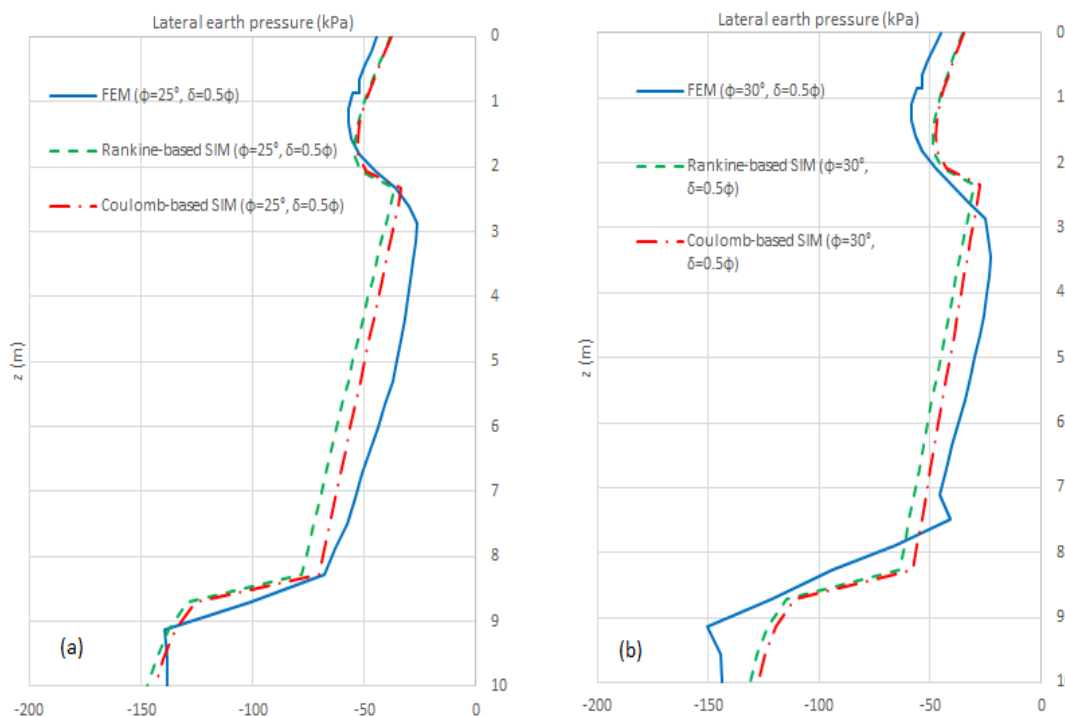 Lateral earth pressure (kPa)
0
1
2
3
4
5
6
7
8
9
10
-200
-150
-100
-50
0
z (m)
FEM (ϕ=25°, δ=0.5ϕ)
Rankine-based SIM (ϕ=25°, δ=0.5ϕ)
Coulomb-based SIM (ϕ=25°, δ=0.5ϕ)
(a)
Lateral earth pressure (kPa)
0
1
2
3
4
5
6
7
8
9
10
-200
-150
-100
-50
0
z (m)
FEM (ϕ=30°, δ=0.5ϕ)
Rankine-based SIM (ϕ=30°,
δ=0.5ϕ)
Coulomb-based SIM (ϕ=30°,
δ=0.5ϕ)
(b)